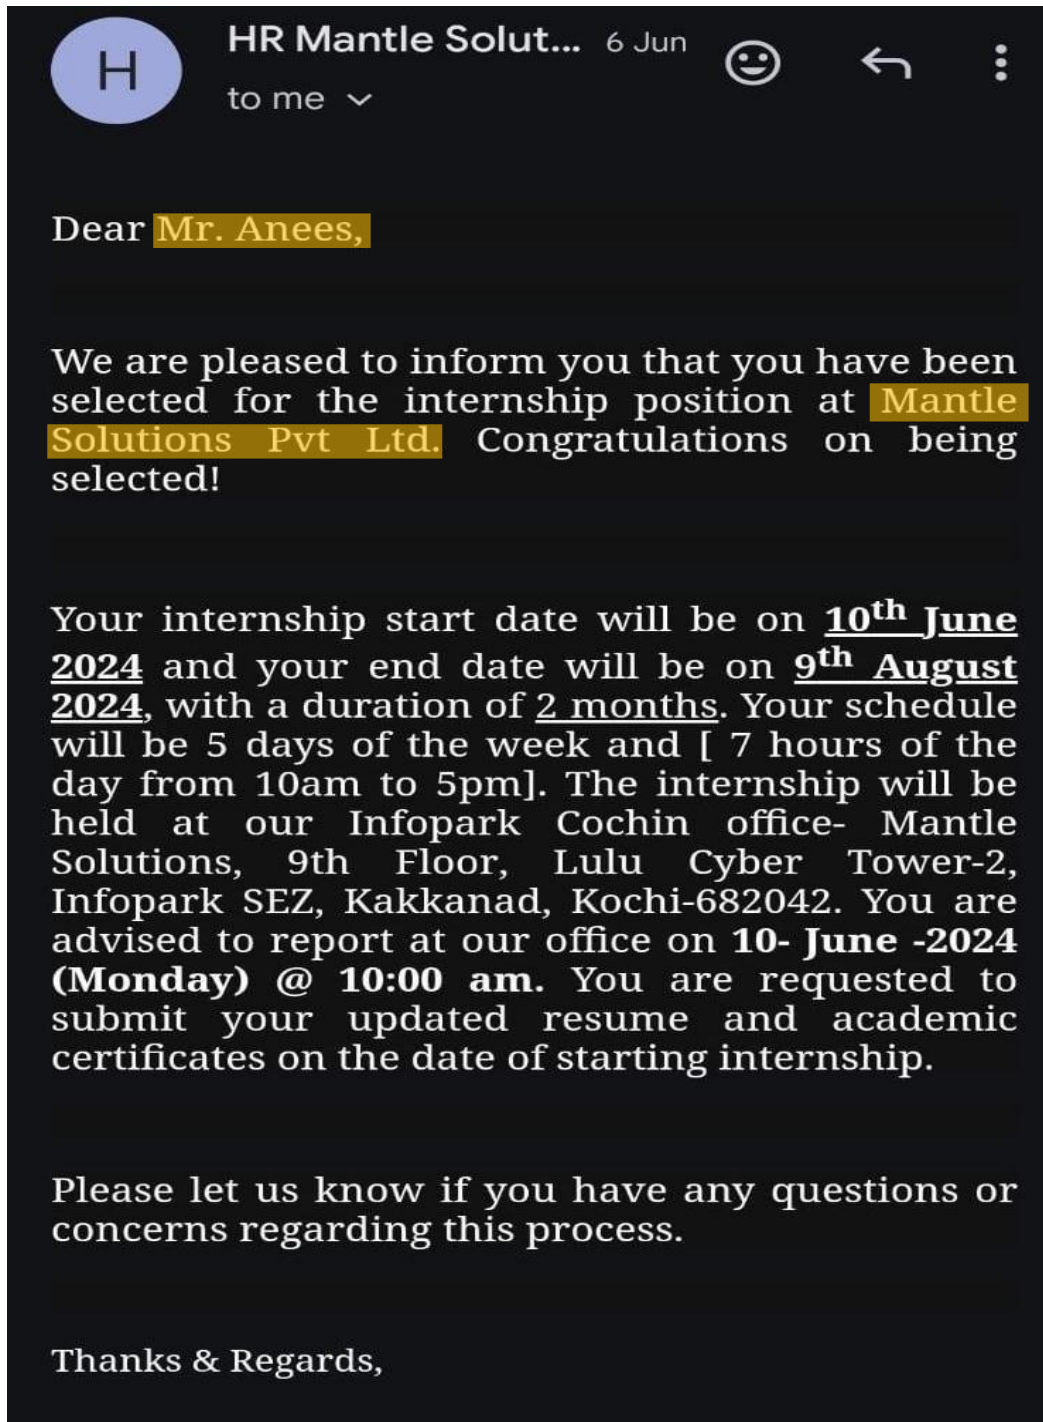 H
HR Mantle Solut... 6 Jun
to me
Dear Mr. Anees,
We are pleased to inform you that you have been
selected for the internship position at Mantle
Solutions Pvt Ltd. Congratulations on being
selected!
Your internship start date will be on 10th June
2024 and your end date will be on 9th August
2024, with a duration of 2 months. Your schedule
will be 5 days of the week and [ 7 hours of the
day from 10am to 5pm]. The internship will be
held at our Infopark Cochin office- Mantle
Solutions, 9th Floor, Lulu Cyber Tower-2,
Infopark SEZ, Kakkanad, Kochi-682042. You are
advised to report at our office on 10- June -2024
(Monday) @ 10:00 am. You are requested to
submit your updated resume and academic
certificates on the date of starting internship.
Please let us know if you have any questions or
concerns regarding this process.
Thanks & Regards,